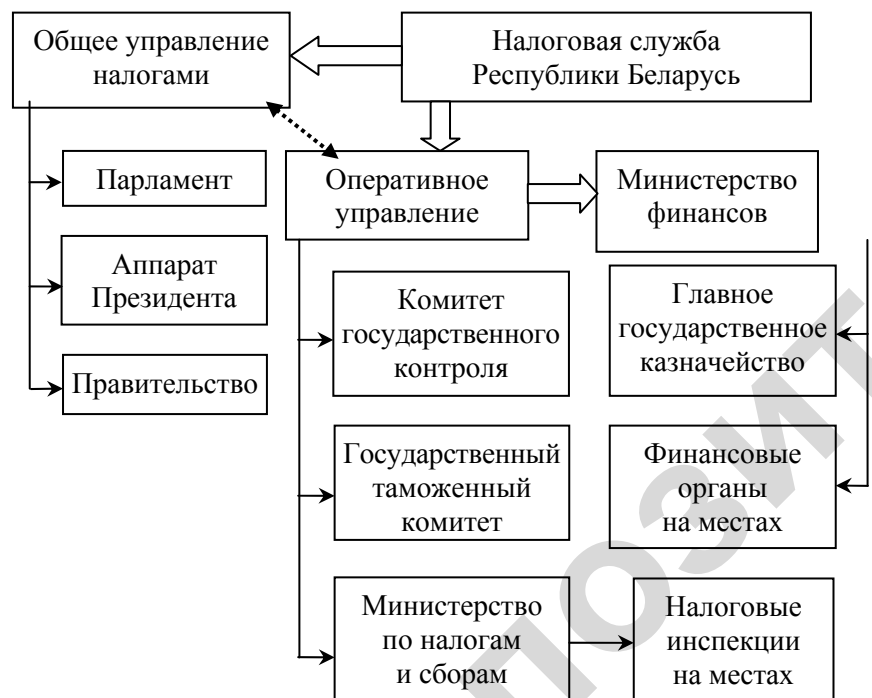 Общее управление
налогами
Налоговая служба
Республики Беларусь
Парламент
Оперативное
управление
Министерство
финансов
Аппарат
Президента
Комитет
государственного
контроля
Главное
государственное
казначейство
Правительство
Государственный
таможенный
комитет
Финансовые
органы
на местах
Министерство
по налогам
и сборам
Налоговые
инспекции
на местах
позит